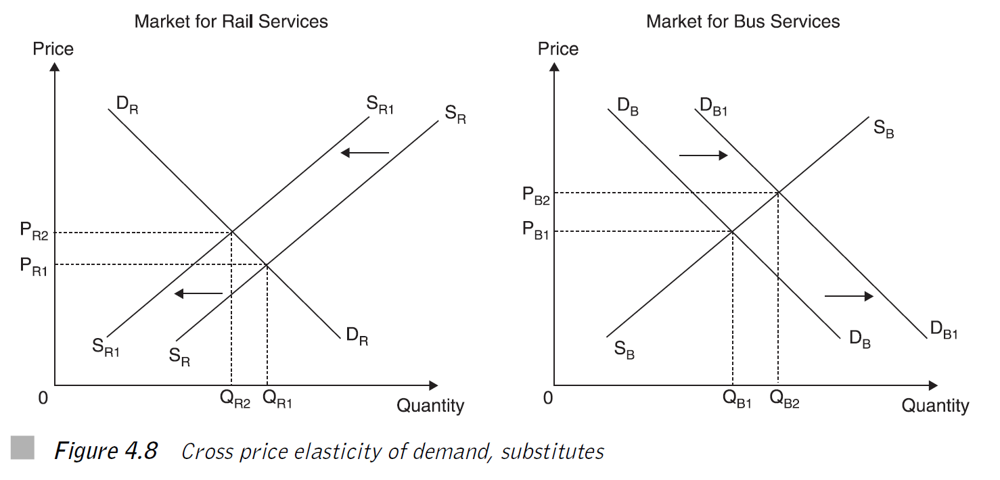 Market for Rail Services
Price
D_R
S_R1
S_R
P_R2
P_R1
S_R1
S_R
D_R
0
Q_R2
Q_R1
Quantity
Market for Bus Services
Price
D_B
D_B1
S_B
P_B2
P_B1
S_B
D_B
D_B1
0
Q_B1
Q_B2
Quantity
Figure 4.8 Cross price elasticity of demand, substitutes